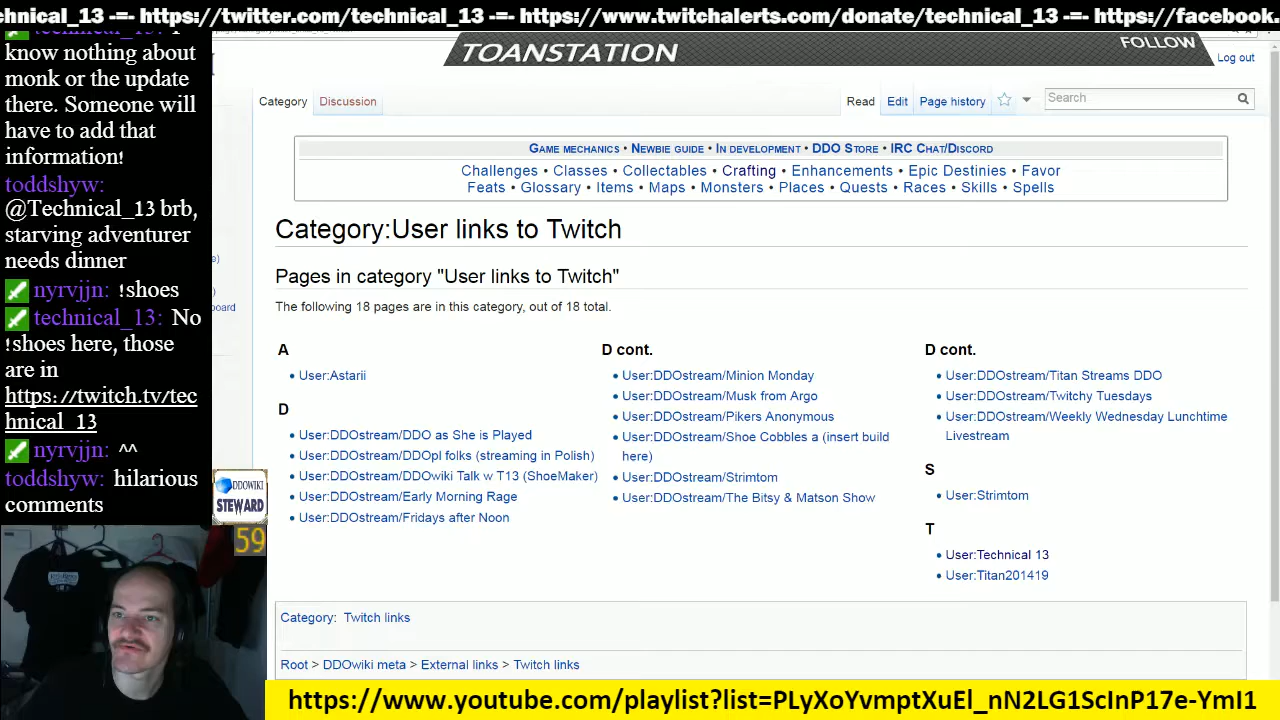 hnical_13 -=- https://twitter.com/technical_13 -=- https://www.twitchalerts.com/donate/technical_13 -=- https://facebook.
technical_13: I
know nothing about
monk or the update
there. Someone will
have to add that
information!
toddshyw:
@Technical_13 brb,
starving adventurer
needs dinner
nyrvjjn: !shoes
technical_13: No
!shoes here, those
are in
https://twitch.tv/tec
hnical_13
nyrvjjn: ^^
toddshyw: hilarious
comments
DDOWIKI
STEWARD
59
TOANSTATION
FOLLOW
Log out
Category Discussion
Read Edit Page history
Search
Game mechanics • Newbie guide • In development • DDO Store • IRC Chat/Discord
Challenges • Classes • Collectables • Crafting • Enhancements • Epic Destinies • Favor
Feats • Glossary • Items • Maps • Monsters • Places • Quests • Races • Skills • Spells
Category:User links to Twitch
Pages in category "User links to Twitch"
The following 18 pages are in this category, out of 18 total.
A
• User:Astarii
D
• User:DDOstream/DDO as She is Played
• User:DDOstream/DDOpl folks (streaming in Polish)
• User:DDOstream/DDOwiki Talk w T13 (ShoeMaker)
• User:DDOstream/Early Morning Rage
• User:DDOstream/Fridays after Noon
D cont.
• User:DDOstream/Minion Monday
• User:DDOstream/Musk from Argo
• User:DDOstream/Pikers Anonymous
• User:DDOstream/Shoe Cobbles a (insert build
here)
• User:DDOstream/Strimtom
• User:DDOstream/The Bitsy & Matson Show
D cont.
• User:DDOstream/Titan Streams DDO
• User:DDOstream/Twitchy Tuesdays
• User:DDOstream/Weekly Wednesday Lunchtime
Livestream
S
• User:Strimtom
T
• User:Technical 13
• User:Titan201419
Category: Twitch links
Root > DDOwiki meta > External links > Twitch links
e)
)
board
https://www.youtube.com/playlist?list=PLyXoYvmptXuEl_nN2LG1ScInP17e-YmI1